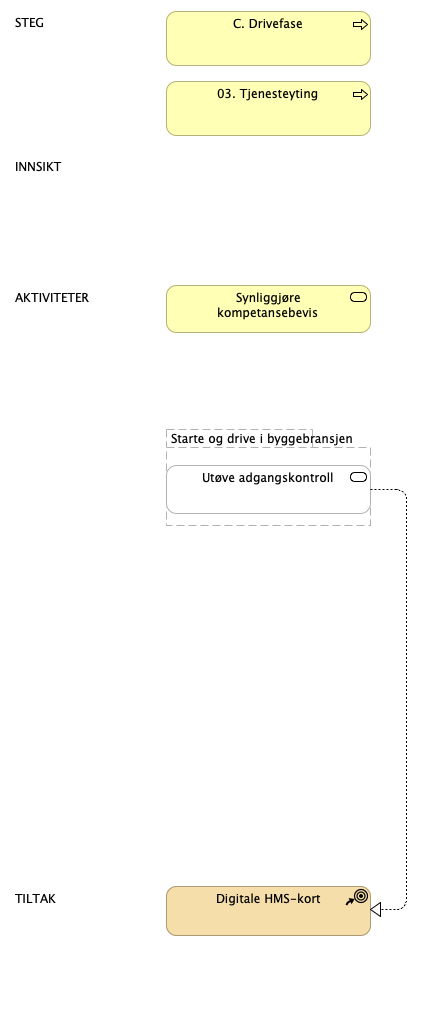 STEG
C. Drivefase
03. Tjenesteyting
INNSIKT
AKTIVITETER
Synliggjøre
kompetansebevis
Starte og drive i byggebransjen
Utøve adgangskontroll
TILTAK
Digitale HMS-kort